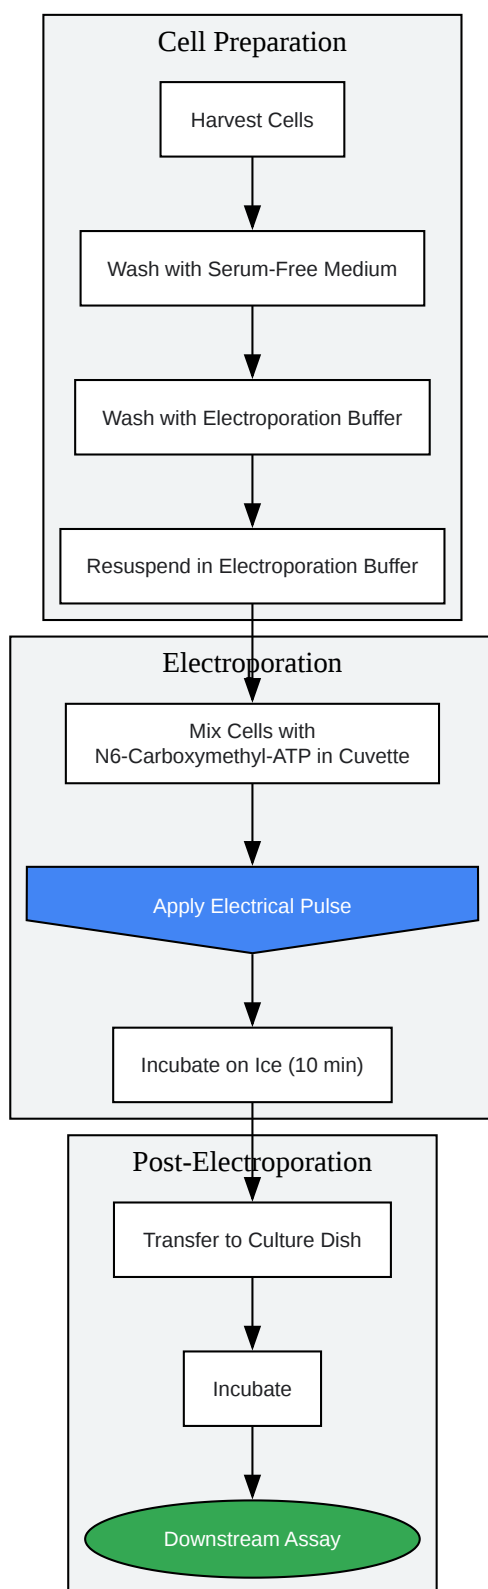 Cell Preparation
Harvest Cells
Wash with Serum-Free Medium
Wash with Electroporation Buffer
Resuspend in Electroporation Buffer
Electroporation
Mix Cells with
N6-Carboxymethyl-ATP in Cuvette
Apply Electrical Pulse
Incubate on Ice (10 min)
Post-Electroporation
Transfer to Culture Dish
Incubate
Downstream Assay